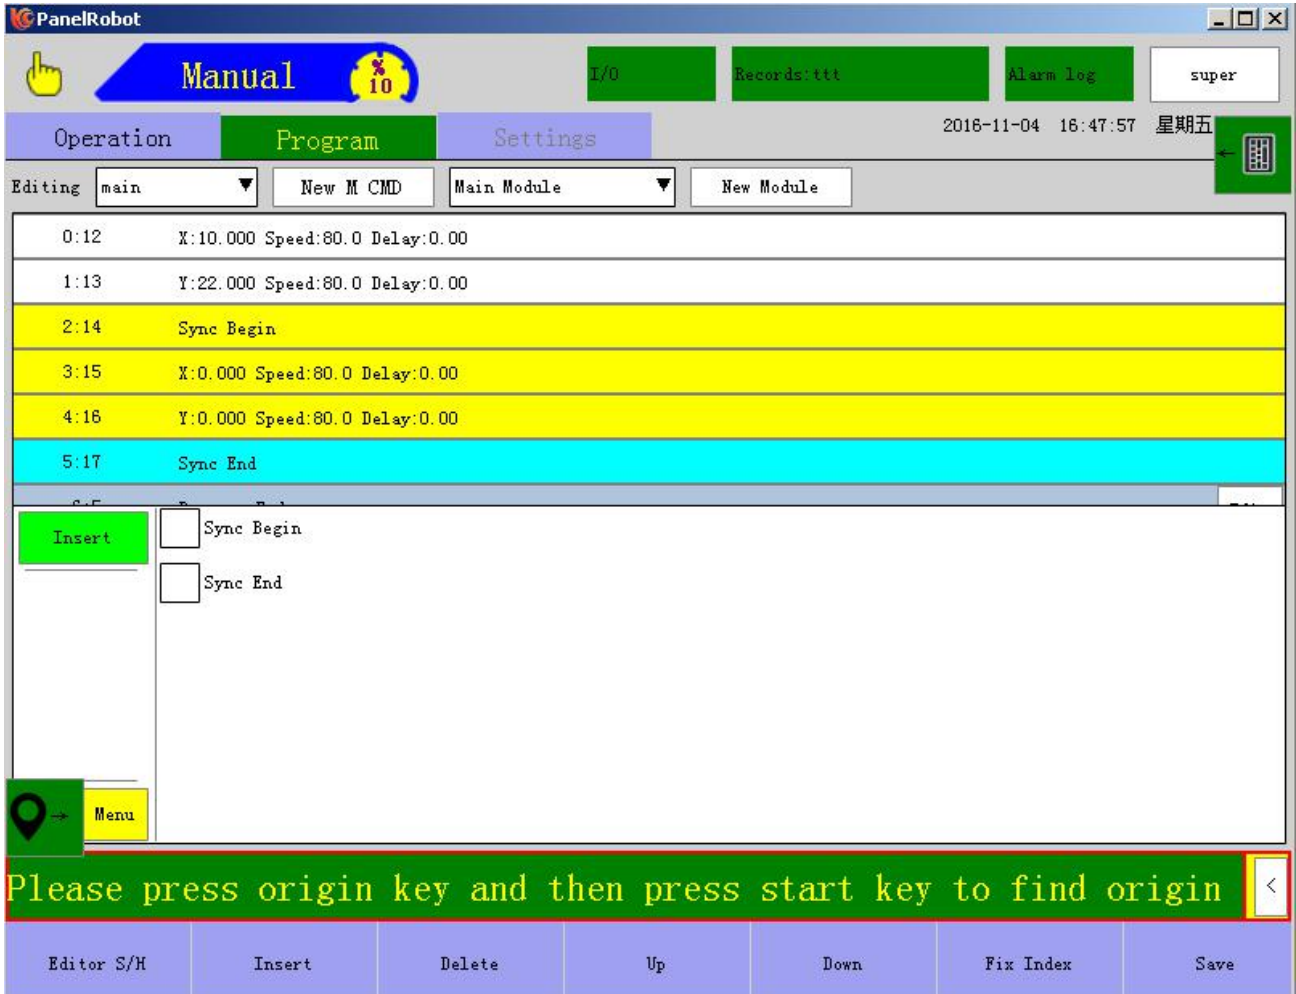 PanelRobot
Manual
%
10
I/O
Records:ttt
Alarm log
super
Operation
Program
Settings
2016-11-04 16:47:57 星期五
Editing
main
New M CMD
Main Module
New Module
0:12 X:10.000 Speed:80.0 Delay:0.00
1:13 Y:22.000 Speed:80.0 Delay:0.00
2:14 Sync Begin
3:15 X:0.000 Speed:80.0 Delay:0.00
4:16 Y:0.000 Speed:80.0 Delay:0.00
5:17 Sync End
Insert
Sync Begin
Sync End
Menu
Please press origin key and then press start key to find origin
<
Editor S/H
Insert
Delete
Up
Down
Fix Index
Save